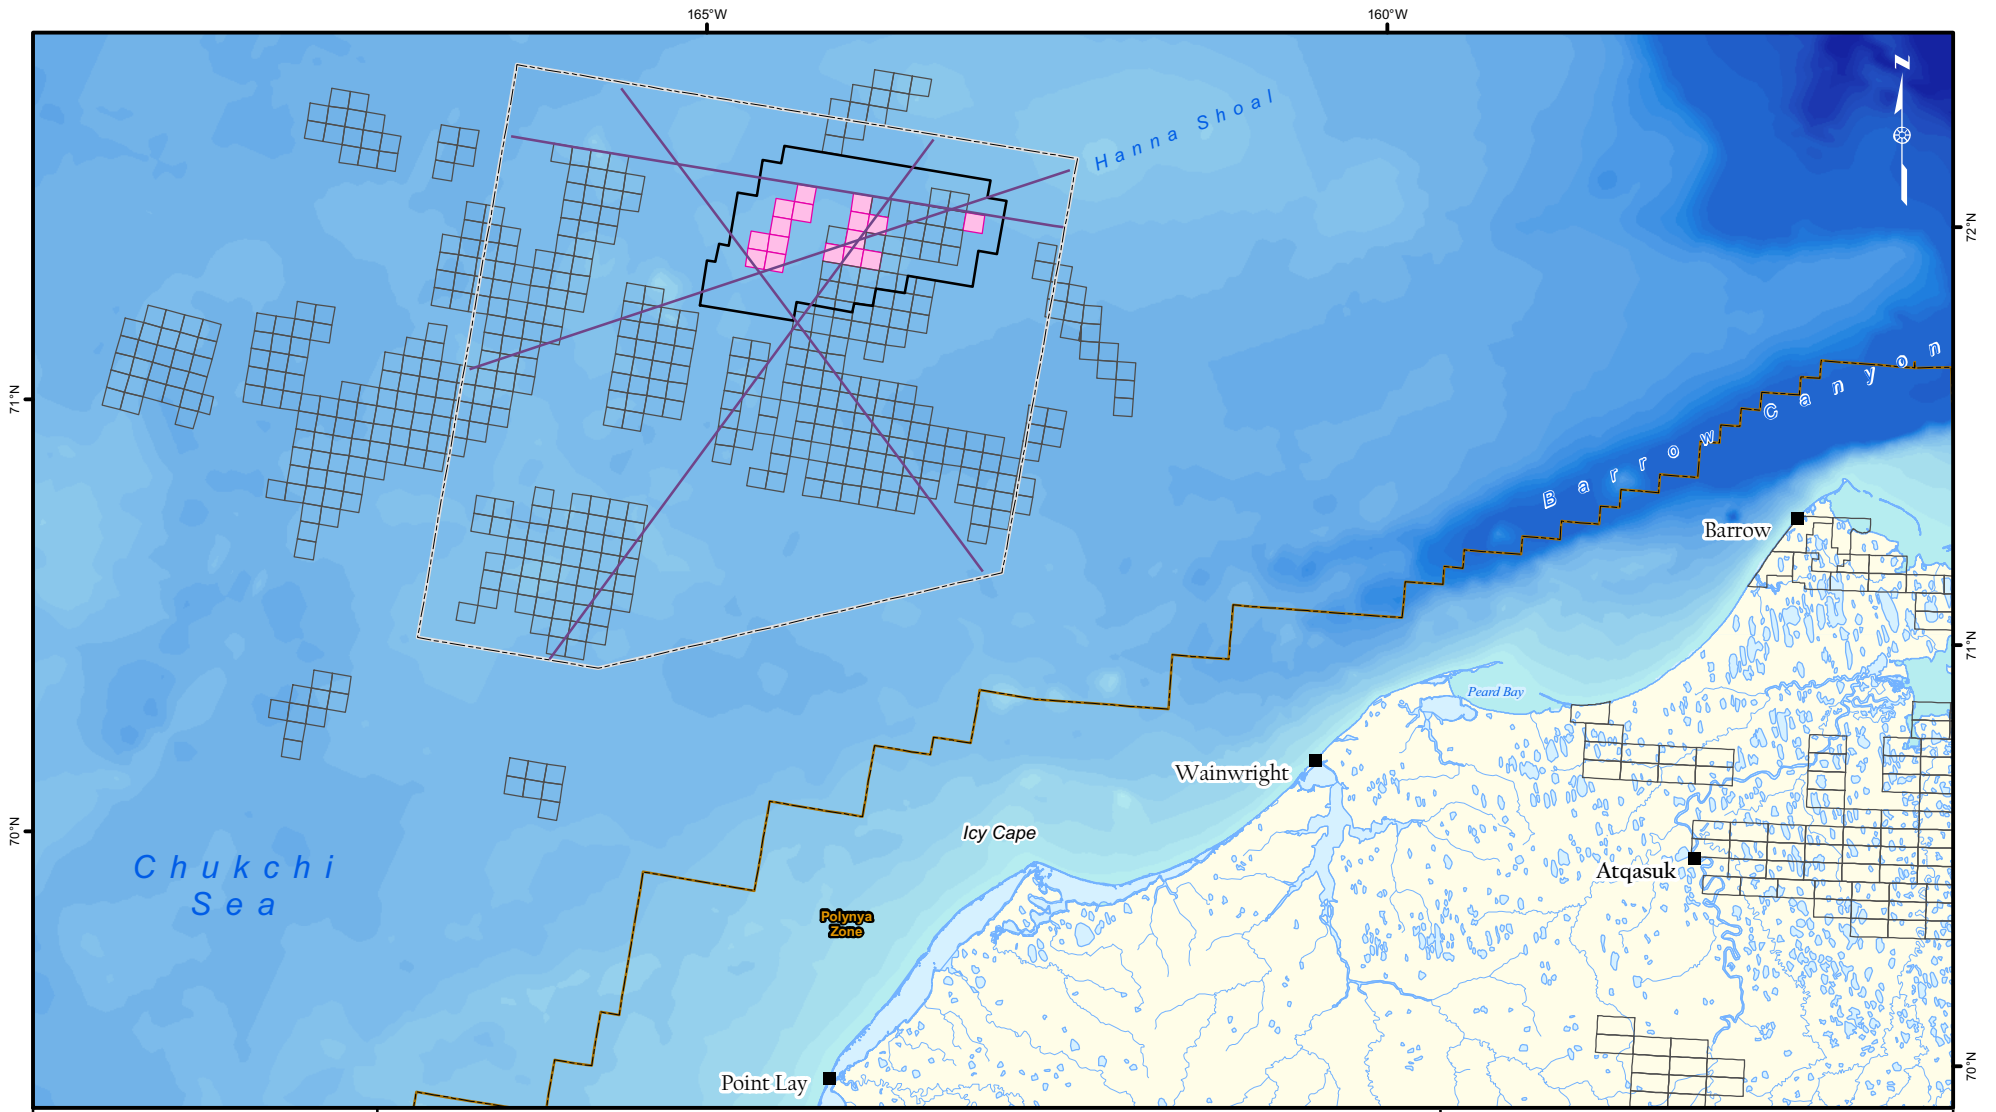 165°W
160°W
N
Hanna Shoal
72°N
71°N
Barrow Canyon
Barrow
71°N
Peard Bay
Wainwright
70°N
Icy Cape
Chukchi
Sea
Atqasuk
Polynya
Zone
Point Lay
70°N